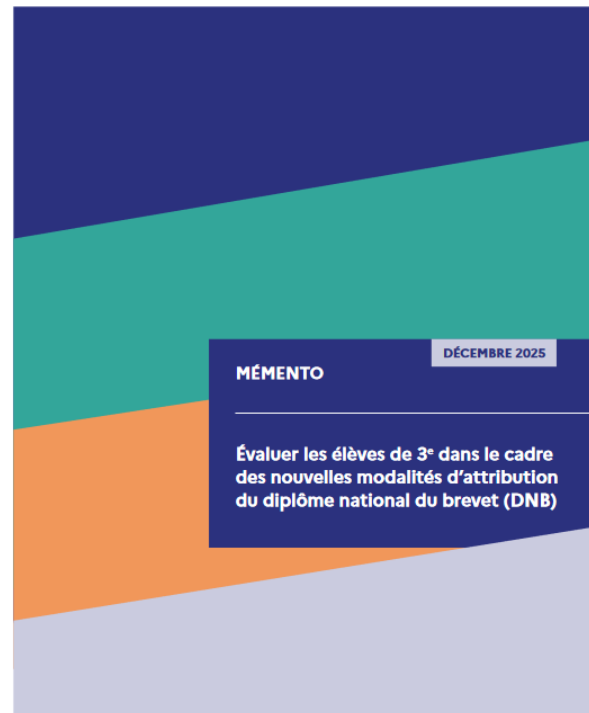 DÉCEMBRE 2025
MÉMENTO
Évaluer les élèves de 3e dans le cadre
des nouvelles modalités d’attribution
du diplôme national du brevet (DNB)